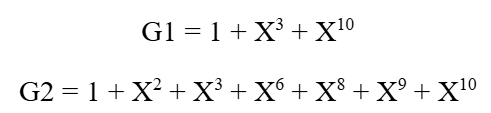 G1 = 1 + X³ + X¹⁰
G2 = 1 + X² + X³ + X⁶ + X⁸ + X⁹ + X¹⁰